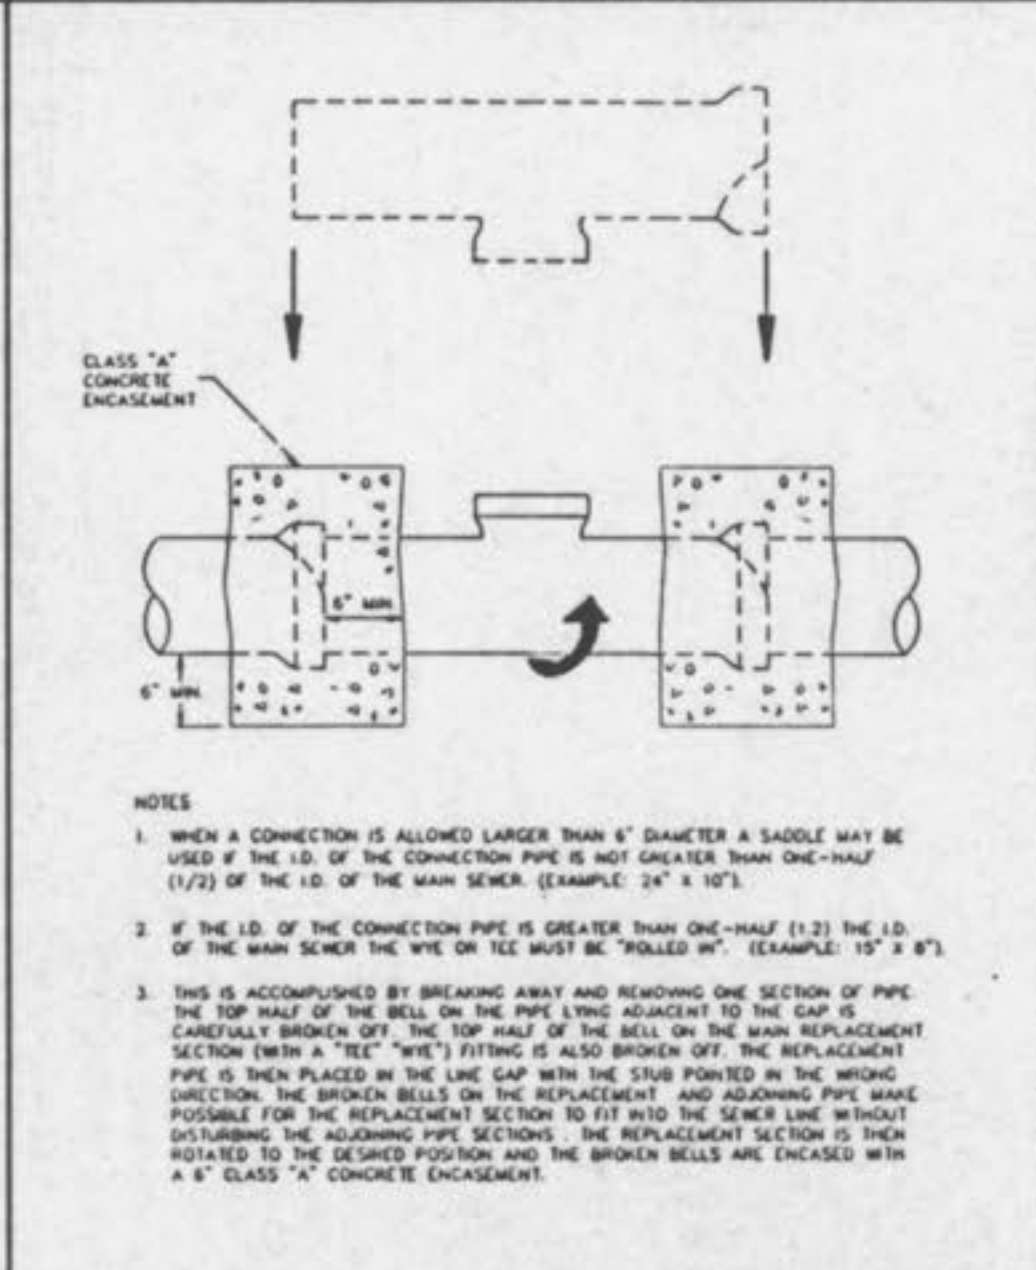 CLASS "A"
CONCRETE
ENCASEMENT
6" MIN.
6" MIN.
NOTES
1. WHEN A CONNECTION IS ALLOWED LARGER THAN 6" DIAMETER A SADDLE MAY BE
USED IF THE I.D. OF THE CONNECTION PIPE IS NOT GREATER THAN ONE-HALF
(1/2) OF THE I.D. OF THE MAIN SEWER. (EXAMPLE: 24" X 10").
2 IF THE I.D. OF THE CONNECTION PIPE IS GREATER THAN ONE-HALF (1.2) THE I.D.
OF THE MAIN SEWER THE WYE OR TEE MUST BE "ROLLED IN". (EXAMPLE: 15" X 8").
3. THIS IS ACCOMPLISHED BY BREAKING AWAY AND REMOVING ONE SECTION OF PIPE.
THE TOP HALF OF THE BELL ON THE PIPE LYING ADJACENT TO THE GAP IS
CAREFULLY BROKEN OFF. THE TOP HALF OF THE BELL ON THE MAIN REPLACEMENT
SECTION (WITH A "TEE" "WYE") FITTING IS ALSO BROKEN OFF. THE REPLACEMENT
PIPE IS THEN PLACED IN THE LINE GAP WITH THE STUB POINTED IN THE WRONG
DIRECTION. THE BROKEN BELLS ON THE REPLACEMENT AND ADJOINING PIPE MAKE
POSSIBLE FOR THE REPLACEMENT SECTION TO FIT INTO THE SEWER LINE WITHOUT
DISTURBING THE ADJOINING PIPE SECTIONS . THE REPLACEMENT SECTION IS THEN
ROTATED TO THE DESIRED POSITION AND THE BROKEN BELLS ARE ENCASED WITH
A 6" CLASS "A" CONCRETE ENCASEMENT.